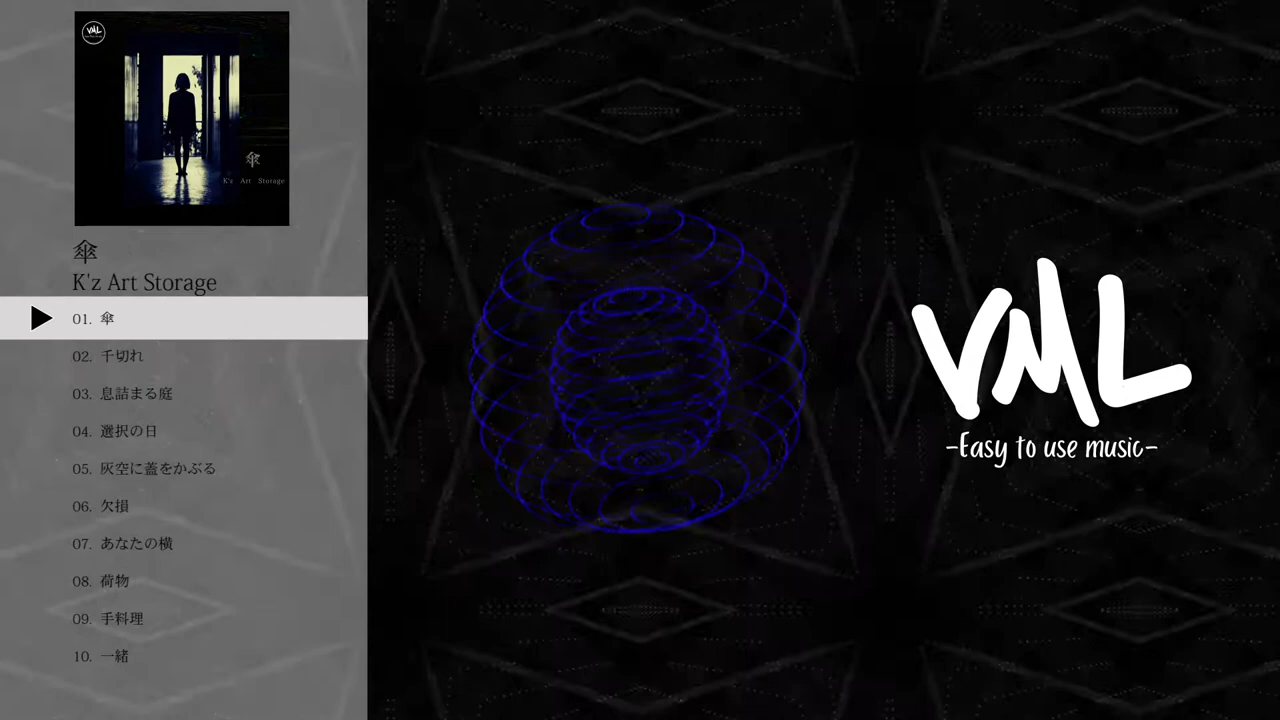 VML
傘
K'z Art Storage
傘
K'z Art Storage
01. 傘
02. 千切れ
03. 息詰まる庭
04. 選択の日
05. 灰空に蓋をかぶる
06. 欠損
07. あなたの横
08. 荷物
09. 手料理
10. 一緒
VML
-Easy to use music-